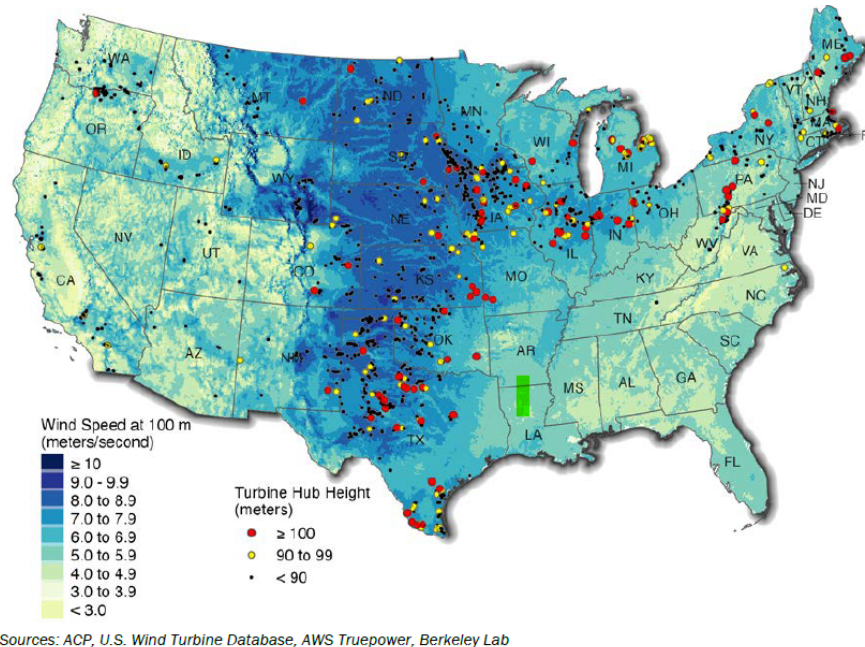 WA
ME
MT
ND
VT
MN
NH
OR
MA
WI
NY
ID
SD
CT
R
MI
WY
PA
NJ
IA
MD
NE
OH
DE
IN
NV
IL
WV
UT
VA
CO
CA
KS
MO
KY
NC
TN
OK
AZ
NM
AR
SC
MS
AL
GA
LA
TX
FL
Wind Speed at 100 m
(meters/second)
≥ 10
9.0 - 9.9
8.0 to 8.9
7.0 to 7.9
6.0 to 6.9
5.0 to 5.9
4.0 to 4.9
3.0 to 3.9
< 3.0
Turbine Hub Height
(meters)
≥ 100
90 to 99
< 90
Sources: ACP, U.S. Wind Turbine Database, AWS Truepower, Berkeley Lab